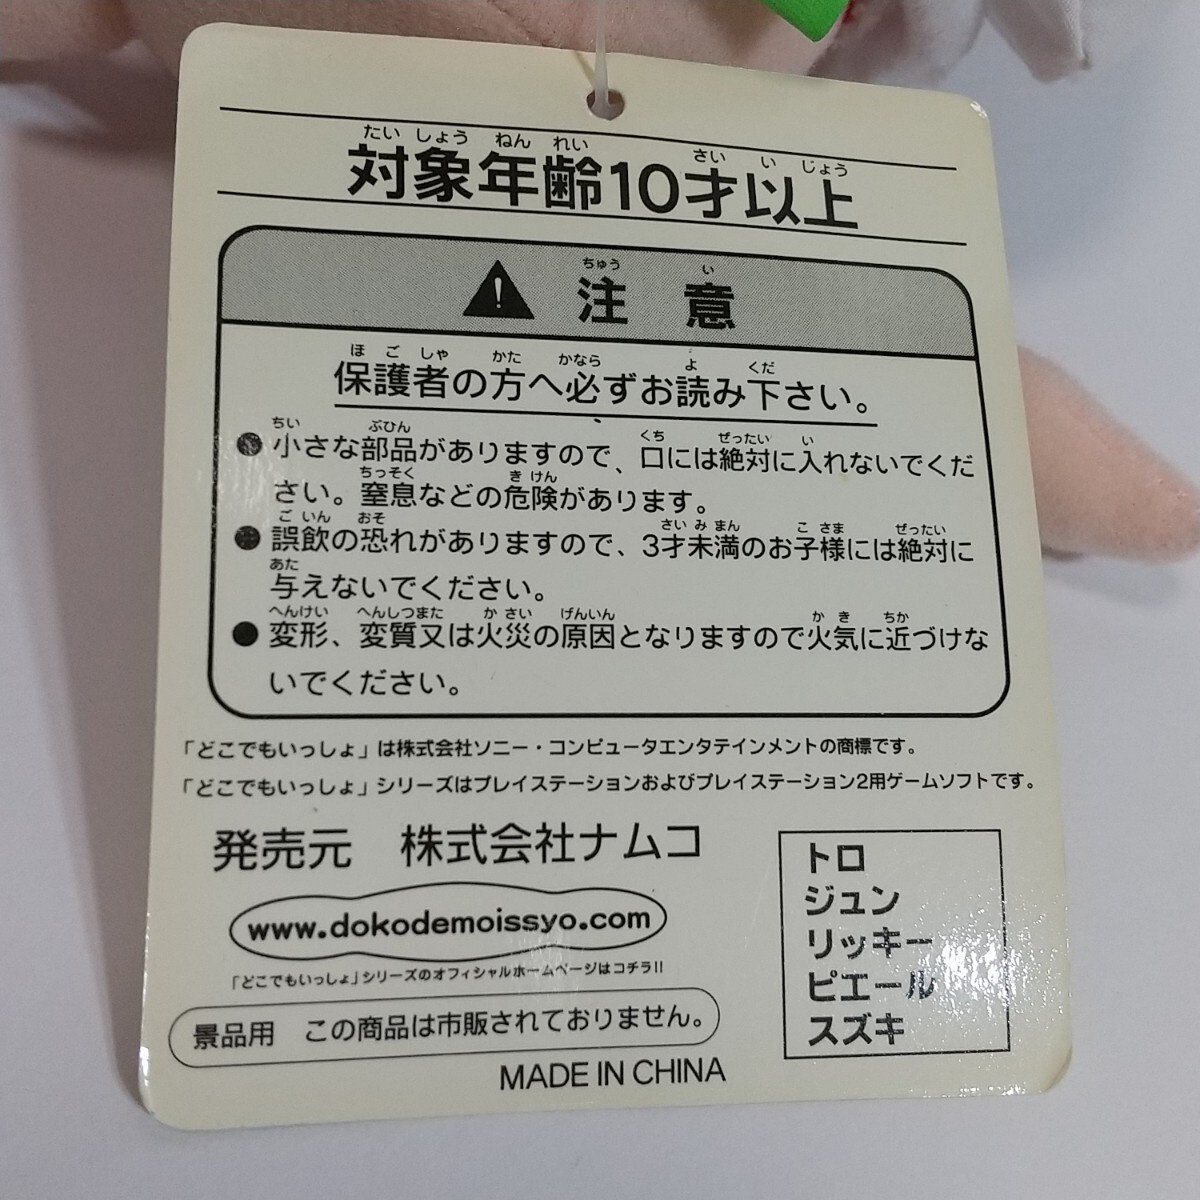 たいしょうねんれい さい い じょう
対象年齢10才以上
ちゅう い
注 意
ほ ご しゃ かた かなら よ くだ
保護者の方へ必ずお読み下さい。
ちい ぶひん くち ぜったい い
● 小さな部品がありますので、口には絶対に入れないでくだ
ちっそく き けん
さい。窒息などの危険があります。
ご いん おそ さい み まん こ さま ぜったい
● 誤飲の恐れがありますので、3才未満のお子様には絶対に
あた
与えないでください。
へんけい へんしつまた か さい げんいん か き ちか
● 変形、変質又は火災の原因となりますので火気に近づけな
いでください。
「どこでもいっしょ」は株式会社ソニー・コンピュータエンタテインメントの商標です。
「どこでもいっしょ」シリーズはプレイステーションおよびプレイステーション2用ゲームソフトです。
発売元 株式会社ナムコ
www.dokodemoissyo.com
「どこでもいっしょ」シリーズのオフィシャルホームページはコチラ!!
景品用 この商品は市販されておりません。
MADE IN CHINA
トロ
ジュン
リッキー
ピエール
スズキ